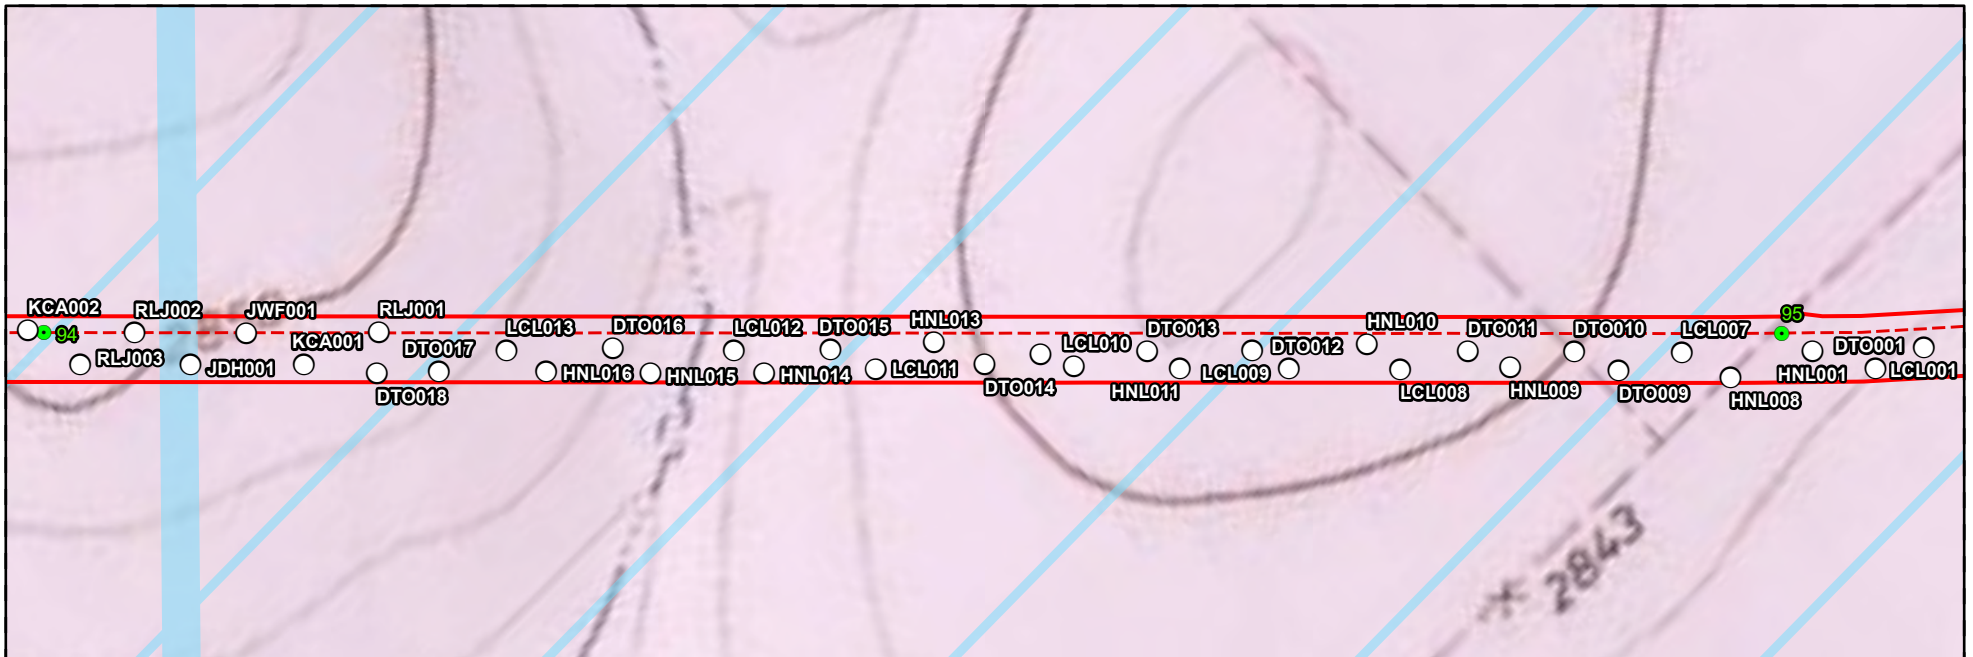 KCA002
94
RLJ002
RLJ003
JDH001
JWF001
KCA001
RLJ001
DTO018
DTO017
LCL013
HNL016
DTO016
HNL015
LCL012
HNL014
DTO015
LCL011
HNL013
DTO014
LCL010
DTO013
HNL011
LCL009
DTO012
HNL010
LCL008
DTO011
HNL009
DTO010
DTO009
LCL007
HNL008
95
HNL001
DTO001
LCL001
2843